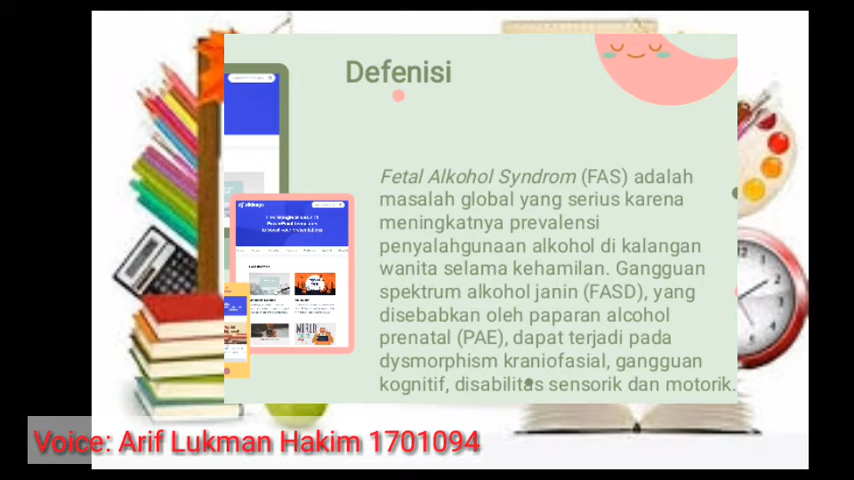 Defenisi
Fetal Alkohol Syndrom (FAS) adalah
masalah global yang serius karena
meningkatnya prevalensi
penyalahgunaan alkohol di kalangan
wanita selama kehamilan. Gangguan
spektrum alkohol janin (FASD), yang
disebabkan oleh paparan alcohol
prenatal (PAE), dapat terjadi pada
dysmorphism kraniofasial, gangguan
kognitif, disabilitas sensorik dan motorik.
Voice: Arif Lukman Hakim 1701094